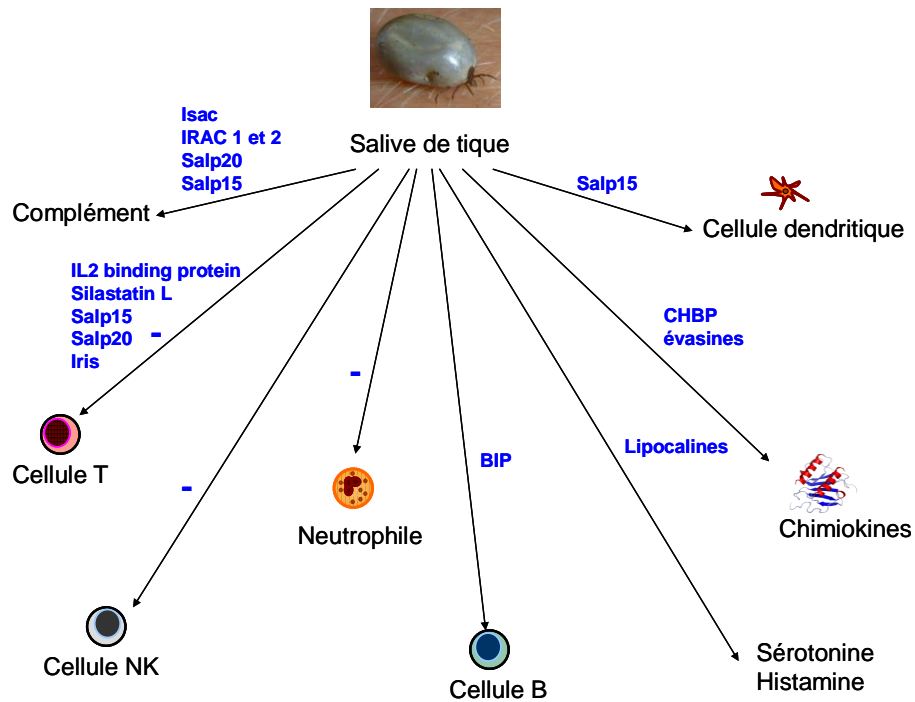 Salive de tique
Isac
IRAC 1 et 2
Salp20
Salp15
Complément
Salp15
Cellule dendritique
IL2 binding protein
Silastatin L
Salp15
Salp20 -
Iris
Cellule T
-
Cellule NK
-
Neutrophile
BIP
Cellule B
Lipocalines
Sérotonine
Histamine
CHBP
évasines
Chimiokines